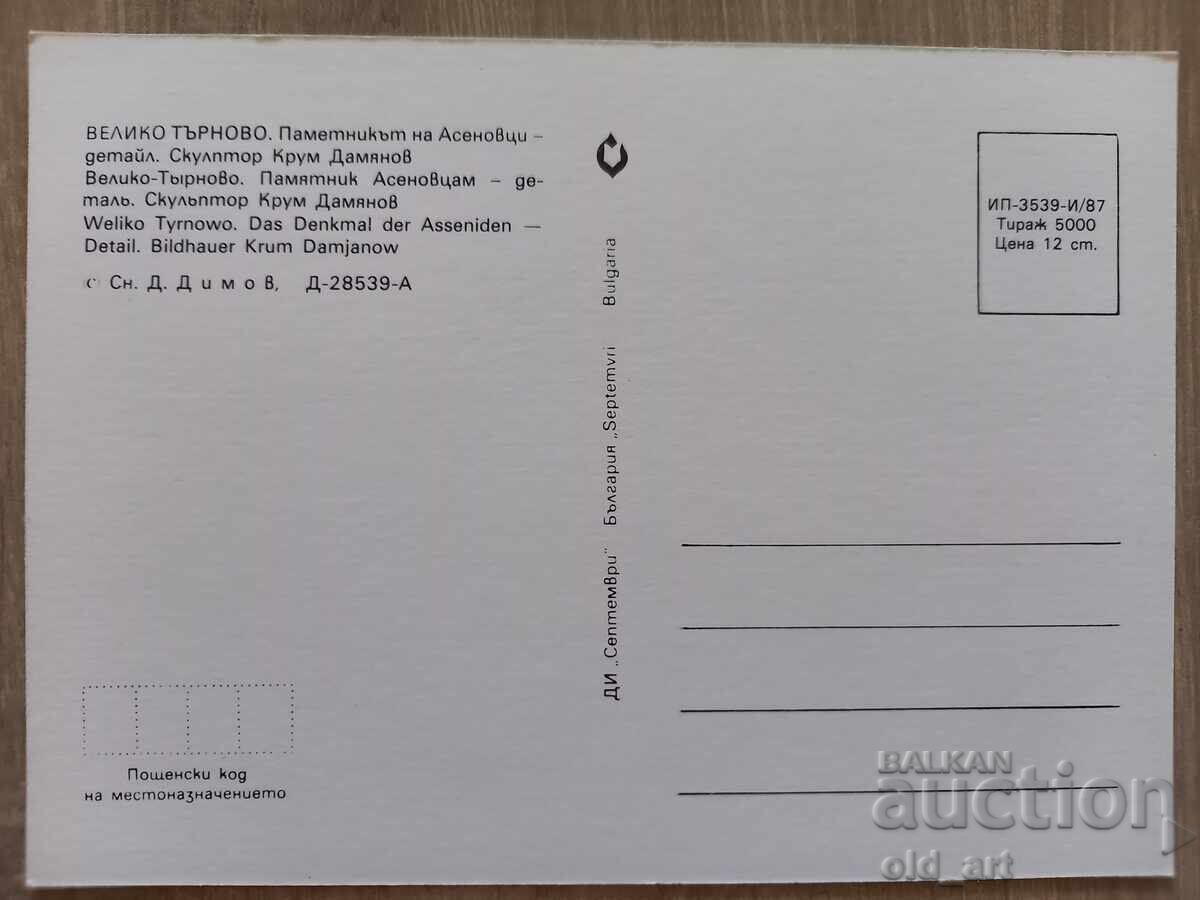 ВЕЛИКО ТЪРНОВО. Паметникът на Асеновци –
детайл. Скулптор Крум Дамянов
Велико-Тырново. Памятник Асеновцам – де-
таль. Скульптор Крум Дамянов
Weliko Tyrnowo. Das Denkmal der Asseniden —
Detail. Bildhauer Krum Damjanow
© Сн. Д. Димов, Д-28539-А
ДИ „Септември" България „Septemvri Bulgaria
ИП-3539-И/87
Тираж 5000
Цена 12 ст.
Пощенски код
на местоназначението
BALKAN
auction
old_art